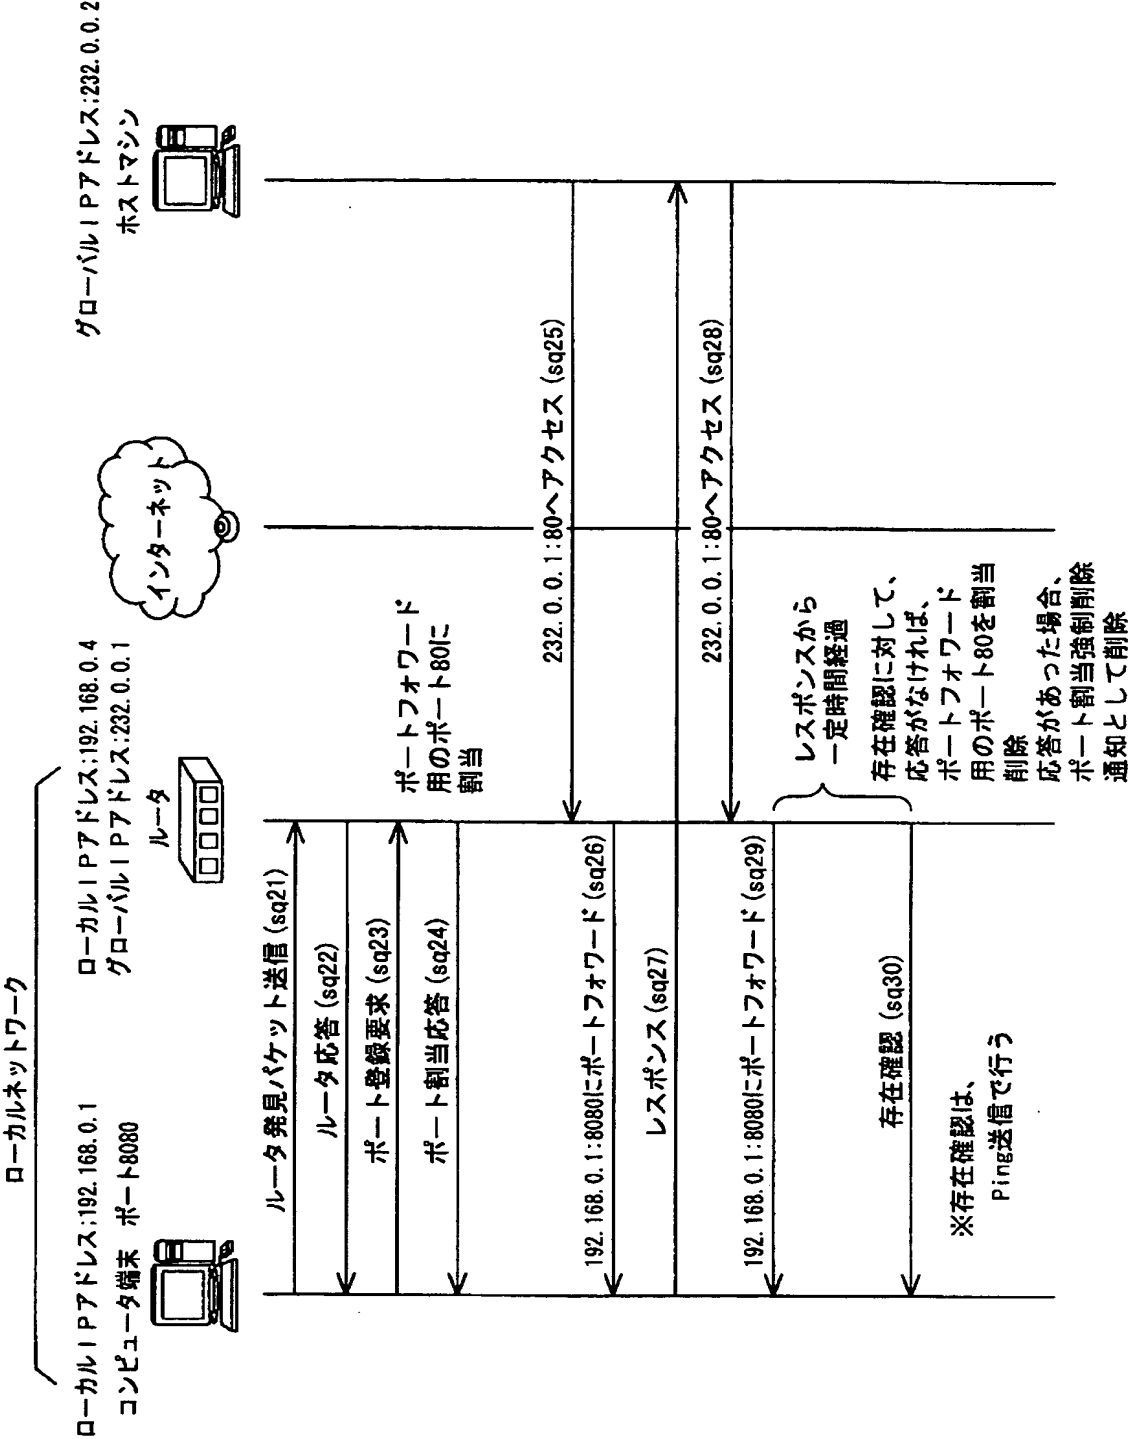 ローカルネットワーク
ローカルIPアドレス:192.168.0.1
コンピュータ端末 ポート8080
ローカルIPアドレス:192.168.0.4
グローバルIPアドレス:232.0.0.1
ルータ
インターネット
グローバルIPアドレス:232.0.0.2
ホストマシン
ルータ発見パケット送信(sq21)
ルータ応答(sq22)
ポート登録要求(sq23)
ポートフォワード
用のポート80に
割当
ポート割当応答(sq24)
232.0.0.1:80へアクセス(sq25)
192.168.0.1:8080にポートフォワード(sq26)
レスポンス(sq27)
232.0.0.1:80へアクセス(sq28)
192.168.0.1:8080にポートフォワード(sq29)
レスポンスから
一定時間経過
存在確認(sq30)
存在確認に対して、
応答がなければ、
ポートフォワード
用のポート80を割当
削除
応答があった場合、
ポート割当強制削除
通知として削除
※存在確認は、
Ping送信で行う